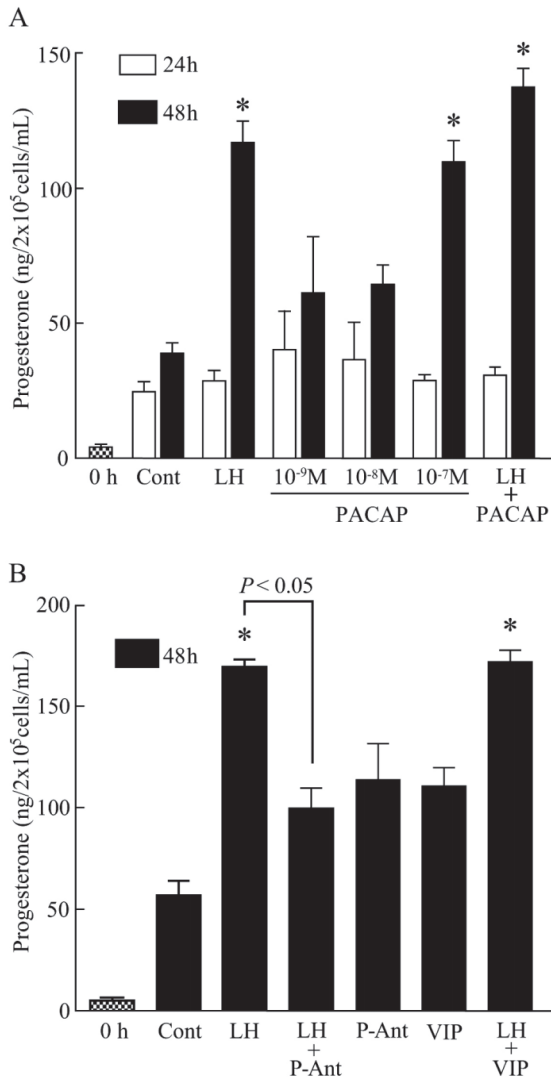 A
Progesterone (ng/2x10⁵cells/mL)
150
100
50
0
24h
48h
*
*
*
0 h Cont LH 10⁻⁹M 10⁻⁸M 10⁻⁷M LH
+
PACAP
PACAP
B
Progesterone (ng/2x10⁵cells/mL)
200
150
100
50
0
48h
P < 0.05
*
*
0 h Cont LH LH P-Ant VIP LH
+ +
P-Ant VIP